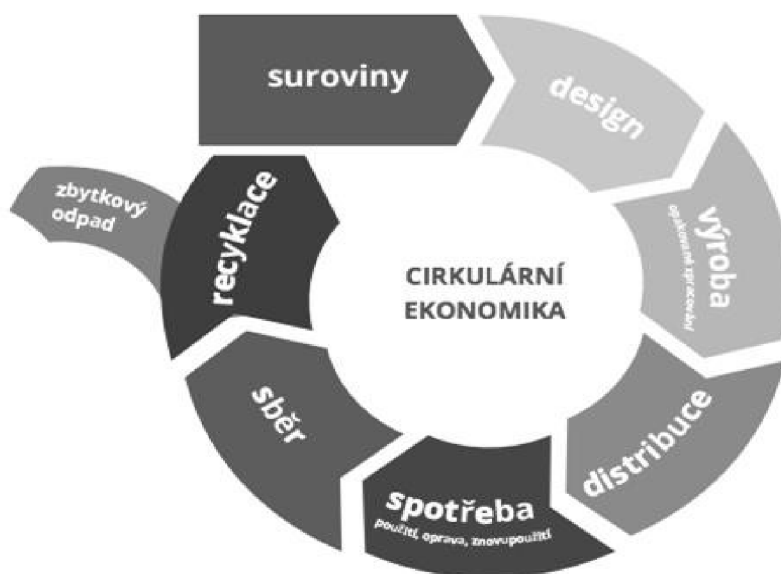 suroviny
design
výroba
opakované zpracování
distribuce
spotřeba
použití, oprava, znovupoužití
sběr
recyklace
zbytkový
odpad
CIRKULÁRNÍ
EKONOMIKA